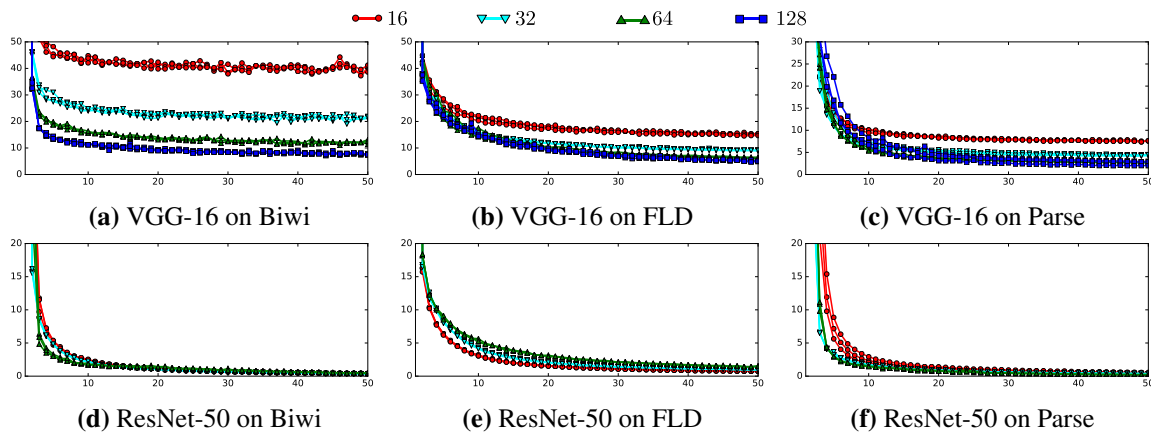 16 32 64 128
50 50 30
40 40 25
30 30 20
20 20 15
10 10 10
0 0 5
0
10 20 30 40 50 10 20 30 40 50 10 20 30 40 50
(a) VGG-16 on Biwi (b) VGG-16 on FLD (c) VGG-16 on Parse
20 20 20
15 15 15
10 10 10
5 5 5
0 0 0
10 20 30 40 50 10 20 30 40 50 10 20 30 40 50
(d) ResNet-50 on Biwi (e) ResNet-50 on FLD (f) ResNet-50 on Parse